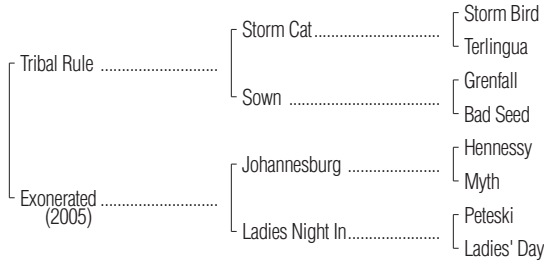 Storm Bird
Storm Cat
Terlingua
Tribal Rule
Grenfall
Sown
Bad Seed
Hennessy
Johannesburg
Myth
Exonerated
(2005)
Peteski
Ladies Night In
Ladies' Day